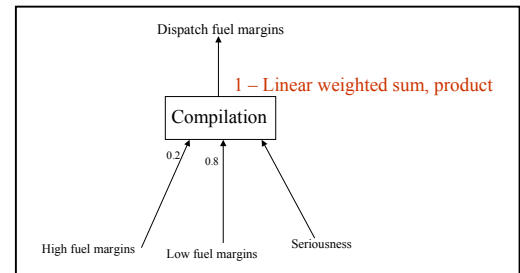 Dispatch fuel margins
1 – Linear weighted sum, product
Compilation
0.2
0.8
High fuel margins
Low fuel margins
Seriousness